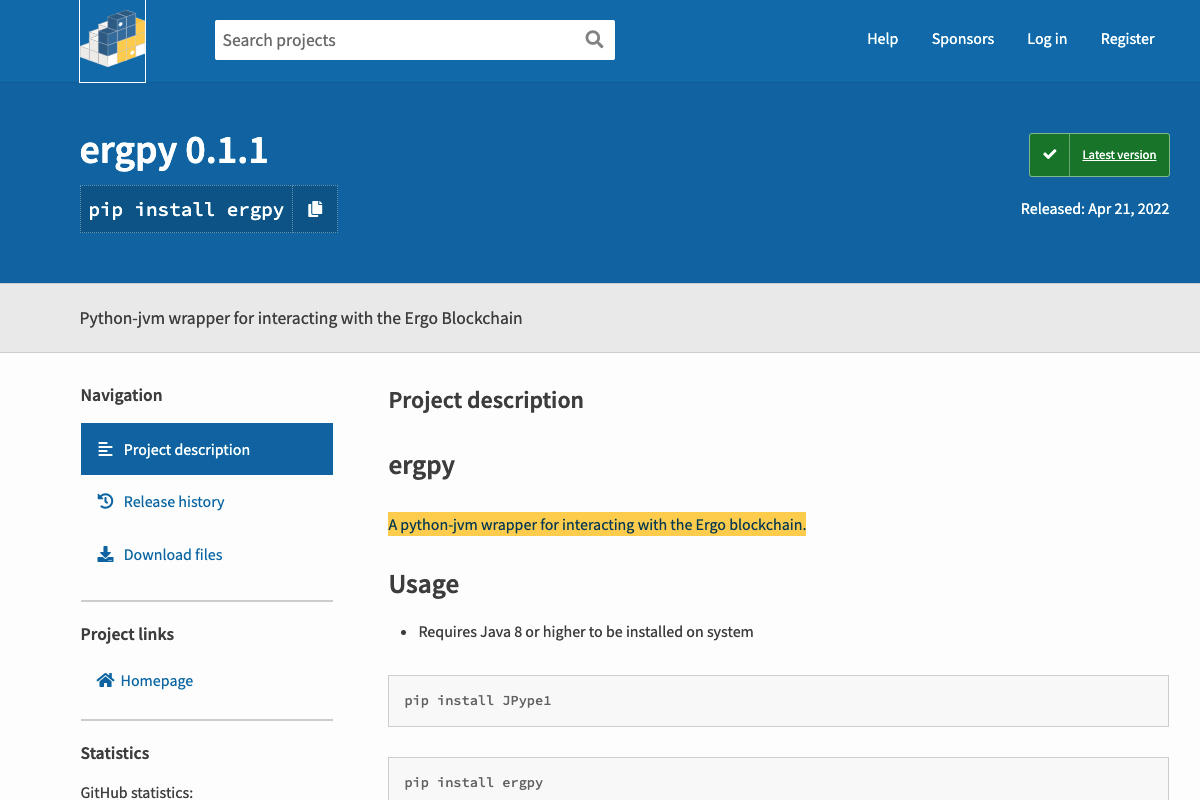 Search projects
Help
Sponsors
Log in
Register
ergpy 0.1.1
pip install ergpy
Latest version
Released: Apr 21, 2022
Python-jvm wrapper for interacting with the Ergo Blockchain
Navigation
Project description
Release history
Download files
Project links
Homepage
Statistics
GitHub statistics:
Project description
ergpy
A python-jvm wrapper for interacting with the Ergo blockchain.
Usage
• Requires Java 8 or higher to be installed on system
pip install JPype1
pip install ergpy